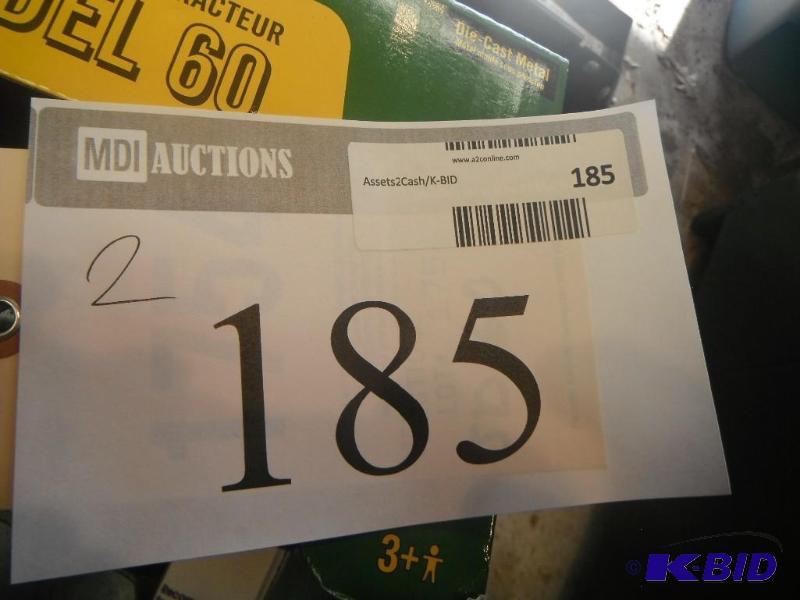 RACTEUR
DEL 60
Die-Cast Metal
MDI AUCTIONS
www.a2conline.com
Assets2Cash/K-BID
185
2
185
3+
© K-BID